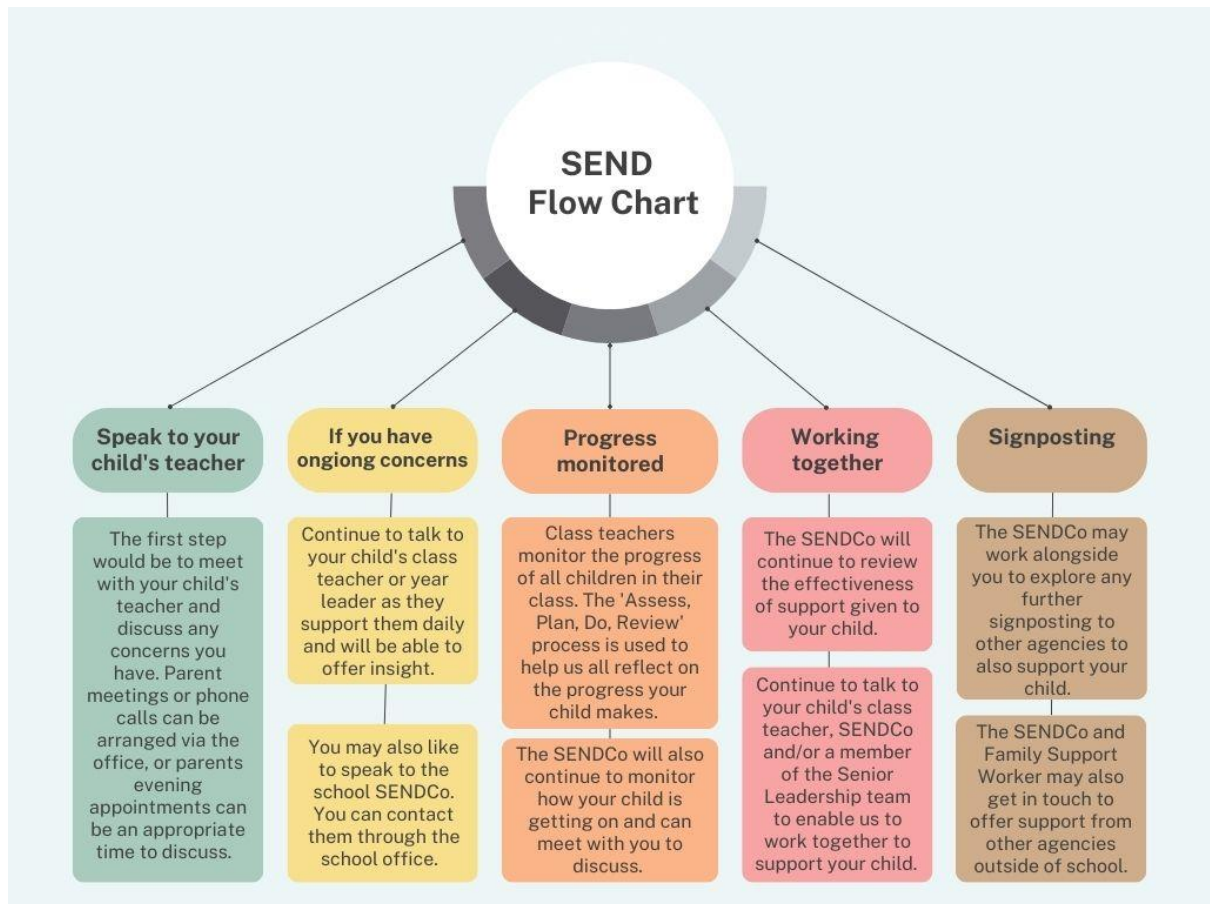 SEND
Flow Chart
Speak to your
child's teacher
The first step
would be to meet
with your child's
teacher and
discuss any
concerns you
have. Parent
meetings or phone
calls can be
arranged via the
office, or parents
evening
appointments can
be an appropriate
time to discuss.
If you have
ongiong concerns
Continue to talk to
your child's class
teacher or year
leader as they
support them daily
and will be able to
offer insight.
You may also like
to speak to the
school SENDCo.
You can contact
them through the
school office.
Progress
monitored
Class teachers
monitor the progress
of all children in their
class. The 'Assess,
Plan, Do, Review'
process is used to
help us all reflect on
the progress your
child makes.
The SENDCo will also
continue to monitor
how your child is
getting on and can
meet with you to
discuss.
Working
together
The SENDCo will
continue to review
the effectiveness
of support given to
your child.
Continue to talk to
your child's class
teacher, SENDCo
and/or a member
of the Senior
Leadership team
to enable us to
work together to
support your child.
Signposting
The SENDCo may
work alongside
you to explore any
further
signposting to
other agencies to
also support your
child.
The SENDCo and
Family Support
Worker may also
get in touch to
offer support from
other agencies
outside of school.